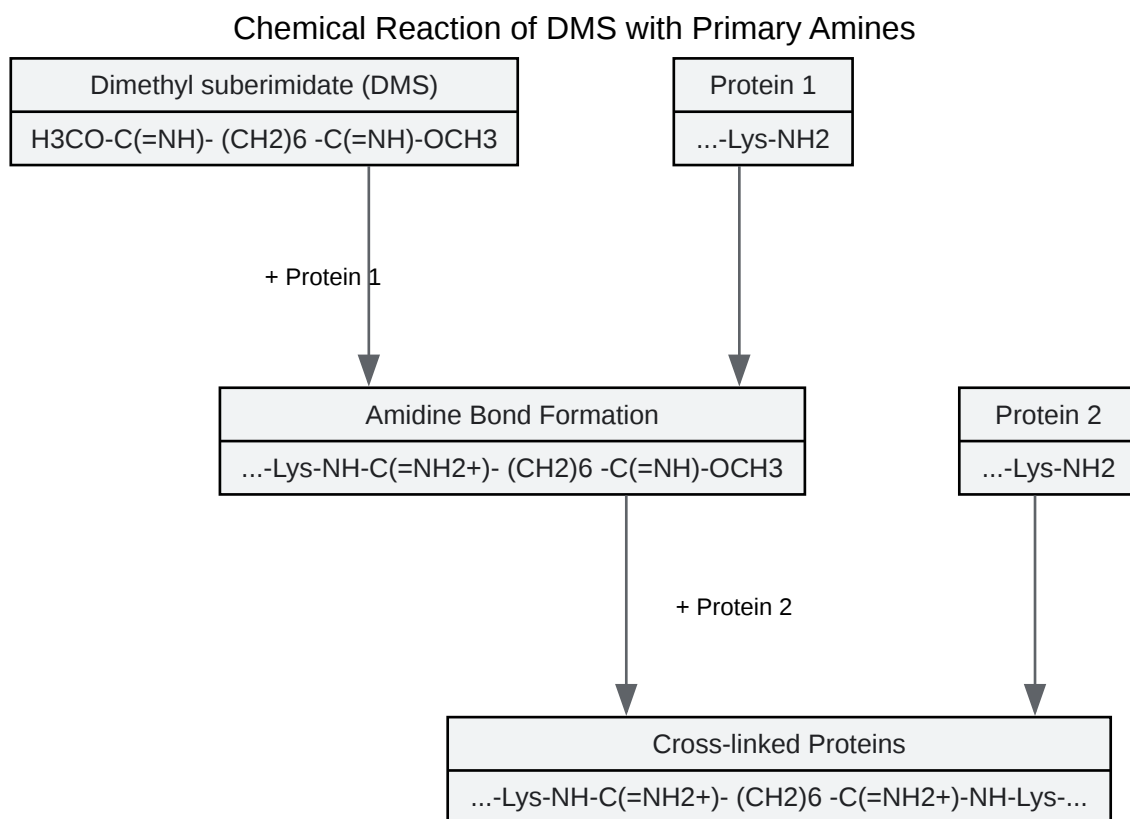 Chemical Reaction of DMS with Primary Amines
Dimethyl suberimidate (DMS)
H3CO-C(=NH)- (CH2)6 -C(=NH)-OCH3
Protein 1
...-Lys-NH2
+ Protein 1
Amidine Bond Formation
...-Lys-NH-C(=NH2+)- (CH2)6 -C(=NH)-OCH3
Protein 2
...-Lys-NH2
+ Protein 2
Cross-linked Proteins
...-Lys-NH-C(=NH2+)- (CH2)6 -C(=NH2+)-NH-Lys-...